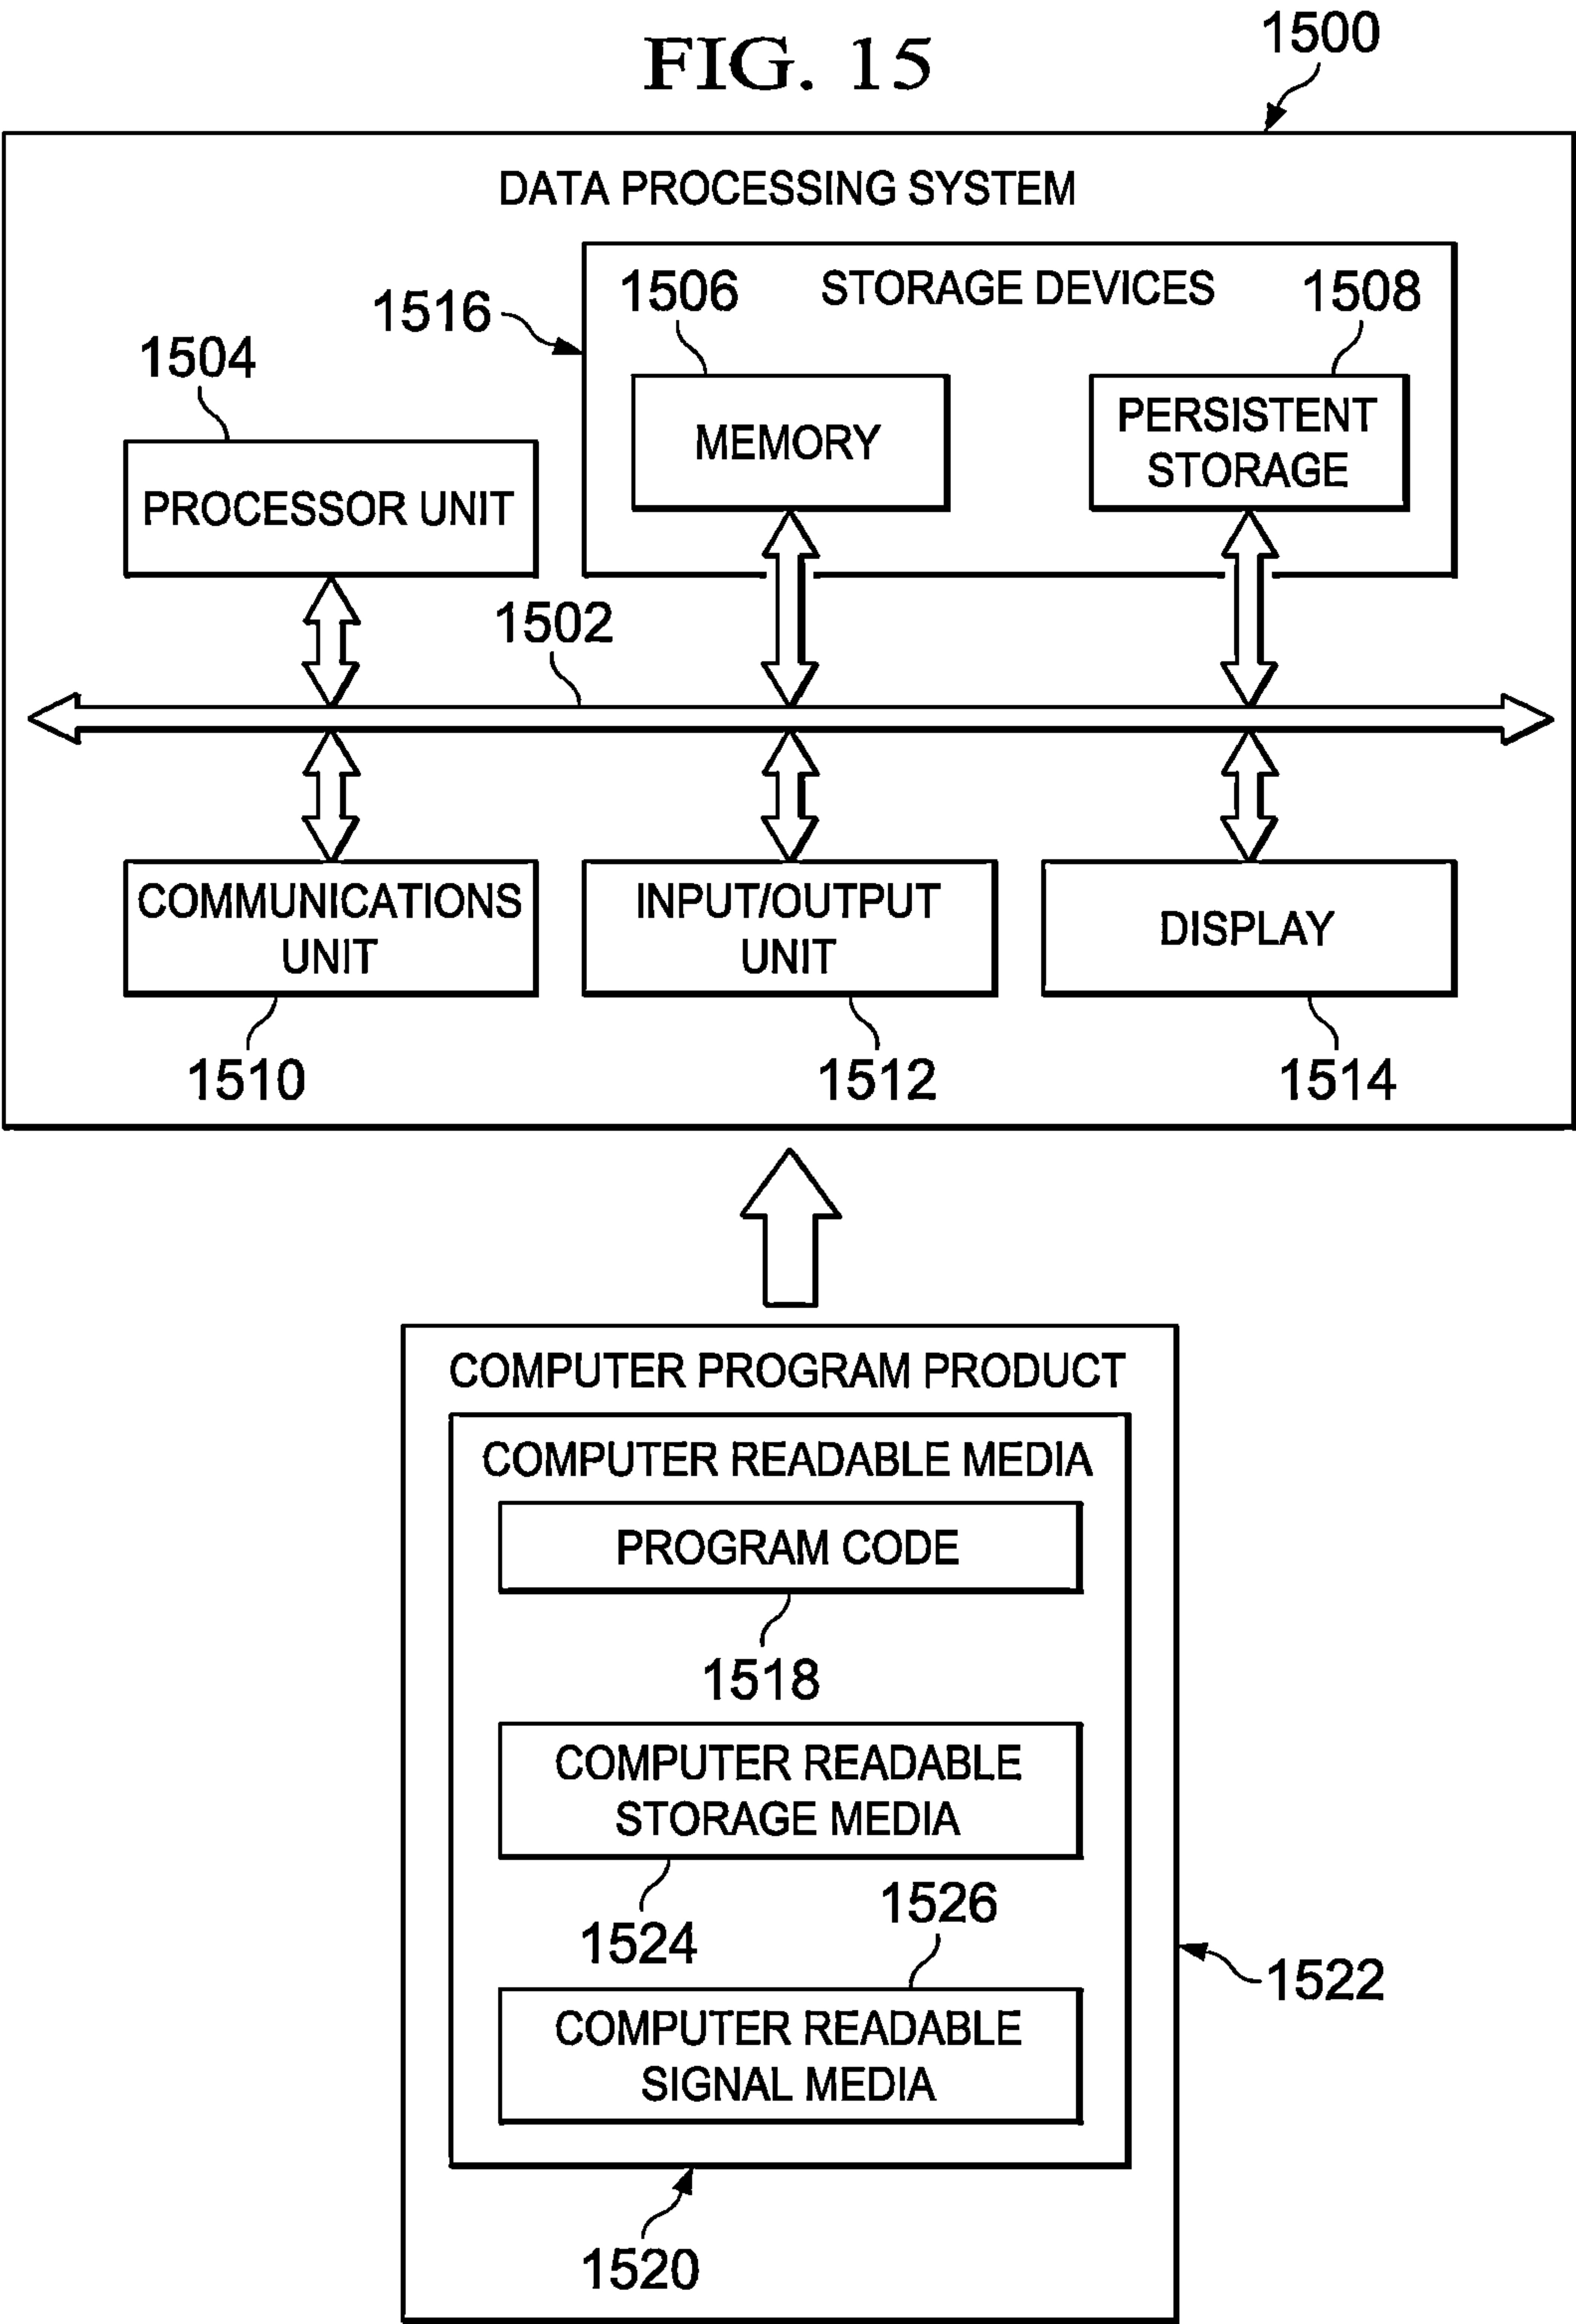 FIG. 15
1500
DATA PROCESSING SYSTEM
1516
1506
STORAGE DEVICES
1508
1504
MEMORY
PERSISTENT
STORAGE
PROCESSOR UNIT
1502
COMMUNICATIONS
UNIT
INPUT/OUTPUT
UNIT
DISPLAY
1510
1512
1514
COMPUTER PROGRAM PRODUCT
COMPUTER READABLE MEDIA
PROGRAM CODE
1518
COMPUTER READABLE
STORAGE MEDIA
1524
1526
1522
COMPUTER READABLE
SIGNAL MEDIA
1520